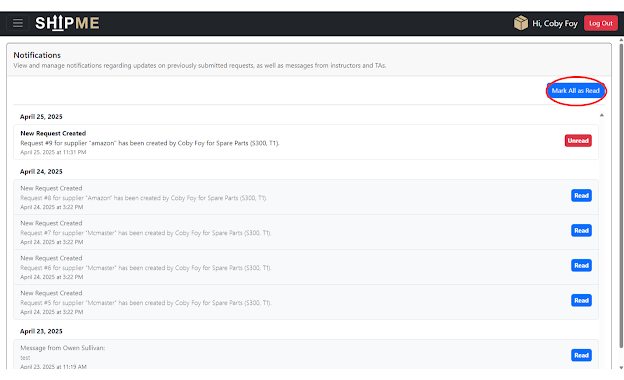 SHIPME
Hi, Coby Foy
Log Out
Notifications
View and manage notifications regarding updates on previously submitted requests, as well as messages from instructors and TAs.
Mark All as Read
April 25, 2025
New Request Created
Request #9 for supplier "amazon" has been created by Coby Foy for Spare Parts (S300, T1).
April 25, 2025 at 11:31 PM
Unread
April 24, 2025
New Request Created
Request #8 for supplier "Amazon" has been created by Coby Foy for Spare Parts (S300, T1).
April 24, 2025 at 3:22 PM
Read
New Request Created
Request #7 for supplier "Mcmaster" has been created by Coby Foy for Spare Parts (S300, T1).
April 24, 2025 at 3:22 PM
Read
New Request Created
Request #6 for supplier "Mcmaster" has been created by Coby Foy for Spare Parts (S300, T1).
April 24, 2025 at 3:22 PM
Read
New Request Created
Request #5 for supplier "Mcmaster" has been created by Coby Foy for Spare Parts (S300, T1).
April 24, 2025 at 3:22 PM
Read
April 23, 2025
Message from Owen Sullivan:
test
April 23, 2025 at 11:19 AM
Read